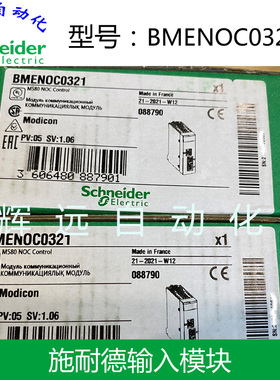 自动化
Schneider
Electric
型号：BMENOC032
BMENOC0321
x1
M580 NOC Control
Модуль коммуникационный
КОММУНИКАЦИЯЛЫҚ МОДУЛЬ
Made in France
21-2021-W12
088790
Modicon
EAC
PV:05 SV:1.06
3 606480 887901
Schneider
Electric
辉远自动化
MENOC0321
x1
M580 NOC Control
Модуль коммуникационный
КОММУНИКАЦИЯЛЫҚ МОДУЛЬ
Made in France
21-2021-W12
088790
Modicon
PV:05 SV:1.06
施耐德输入模块